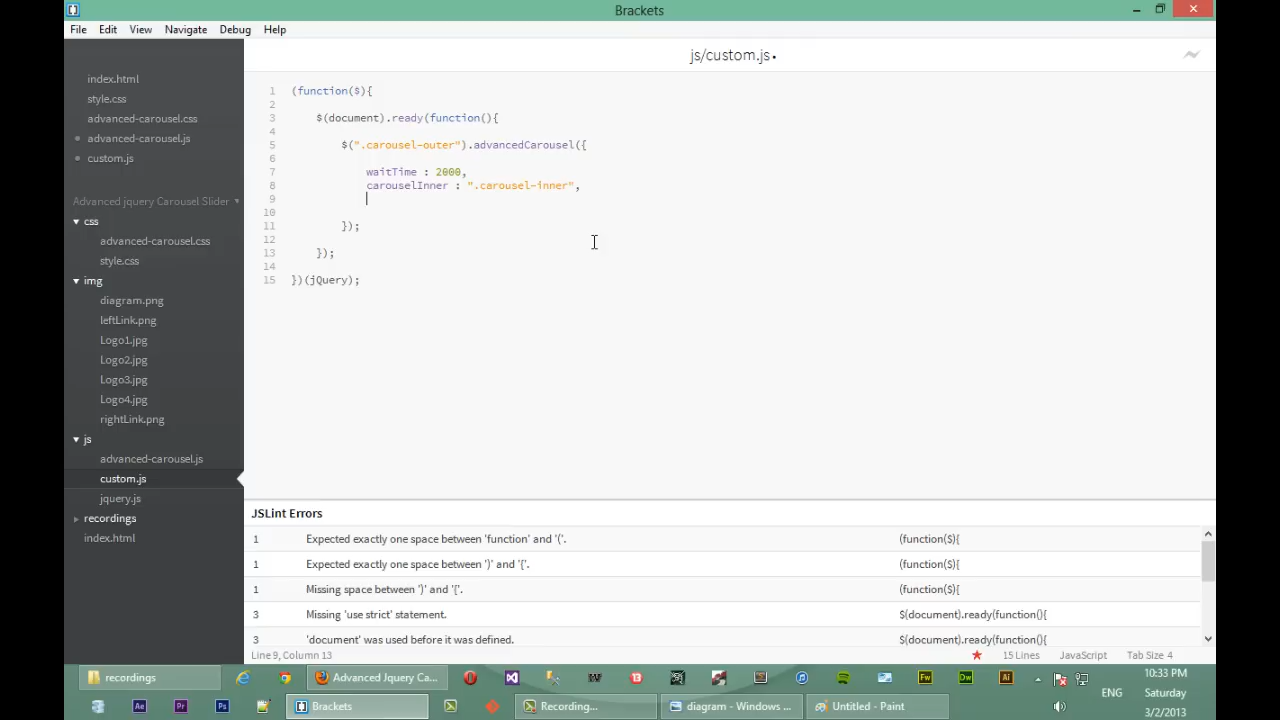 Brackets
File Edit View Navigate Debug Help
js/custom.js•
index.html
style.css
advanced-carousel.css
advanced-carousel.js
custom.js
Advanced jquery Carousel Slider
css
advanced-carousel.css
style.css
img
diagram.png
leftLink.png
Logo1.jpg
Logo2.jpg
Logo3.jpg
Logo4.jpg
rightLink.png
js
advanced-carousel.js
custom.js
jquery.js
recordings
index.html
1 (function($){
2
3 $(document).ready(function(){
4
5 $(".carousel-outer").advancedCarousel({
6
7 waitTime : 2000,
8 carouselInner : ".carousel-inner",
9
10
11 });
12
13 });
14
15 })(jQuery);
JSLint Errors
1 Expected exactly one space between 'function' and '('. (function($){
1 Expected exactly one space between ')' and '{'. (function($){
1 Missing space between ')' and '{'. (function($){
3 Missing 'use strict' statement. $(document).ready(function(){
3 'document' was used before it was defined. $(document).ready(function(){
Line 9, Column 13 15 Lines JavaScript Tab Size 4
recordings Advanced Jquery Ca... Fw Dw Ai 10:33 PM
ENG Saturday
Ae Pr Ps Brackets Recording... diagram - Windows ... Untitled - Paint 3/2/2013